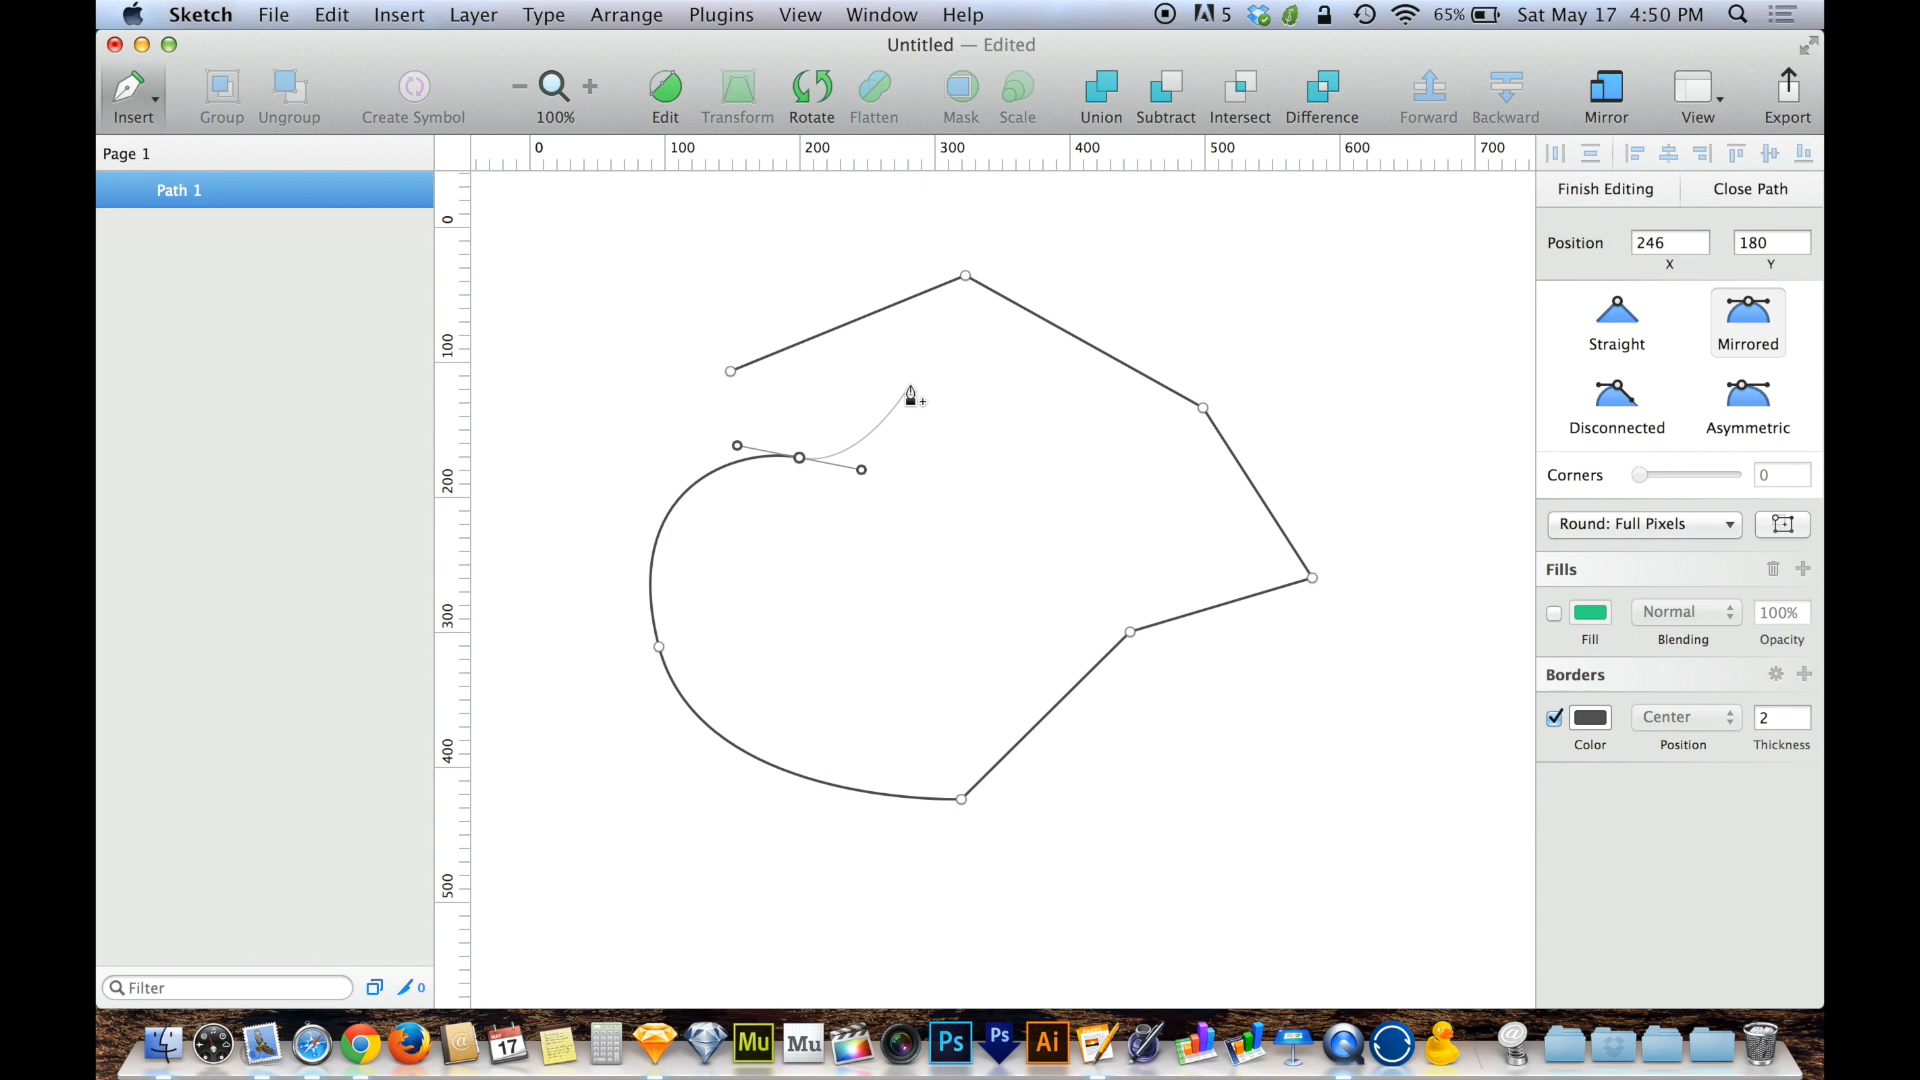 Sketch File Edit Insert Layer Type Arrange Plugins View Window Help 5 65% Sat May 17 4:50 PM
Untitled — Edited
Insert Group Ungroup Create Symbol 100% Edit Transform Rotate Flatten Mask Scale Union Subtract Intersect Difference Forward Backward Mirror View Export
Page 1
Path 1
0 100 200 300 400 500 600 700
0
100
200
300
400
500
Finish Editing Close Path
Position 246 180
X Y
Straight Mirrored
Disconnected Asymmetric
Corners 0
Round: Full Pixels
Fills
Normal 100%
Fill Blending Opacity
Borders
Center 2
Color Position Thickness
Filter 0
MAY 17 Mu Mu Ps Ps Ai